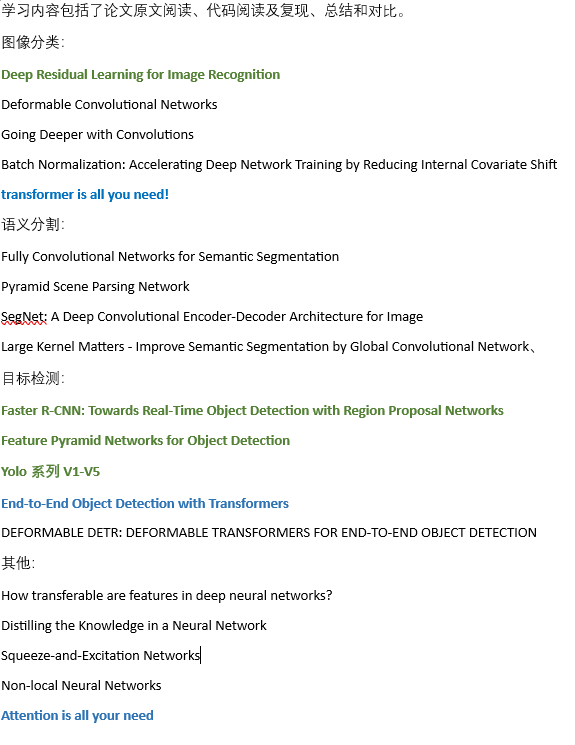 学习内容包括了论文原文阅读、代码阅读及复现、总结和对比。
图像分类：
Deep Residual Learning for Image Recognition
Deformable Convolutional Networks
Going Deeper with Convolutions
Batch Normalization: Accelerating Deep Network Training by Reducing Internal Covariate Shift
transformer is all you need!
语义分割：
Fully Convolutional Networks for Semantic Segmentation
Pyramid Scene Parsing Network
SegNet: A Deep Convolutional Encoder-Decoder Architecture for Image
Large Kernel Matters - Improve Semantic Segmentation by Global Convolutional Network、
目标检测：
Faster R-CNN: Towards Real-Time Object Detection with Region Proposal Networks
Feature Pyramid Networks for Object Detection
Yolo 系列 V1-V5
End-to-End Object Detection with Transformers
DEFORMABLE DETR: DEFORMABLE TRANSFORMERS FOR END-TO-END OBJECT DETECTION
其他：
How transferable are features in deep neural networks?
Distilling the Knowledge in a Neural Network
Squeeze-and-Excitation Networks
Non-local Neural Networks
Attention is all your need